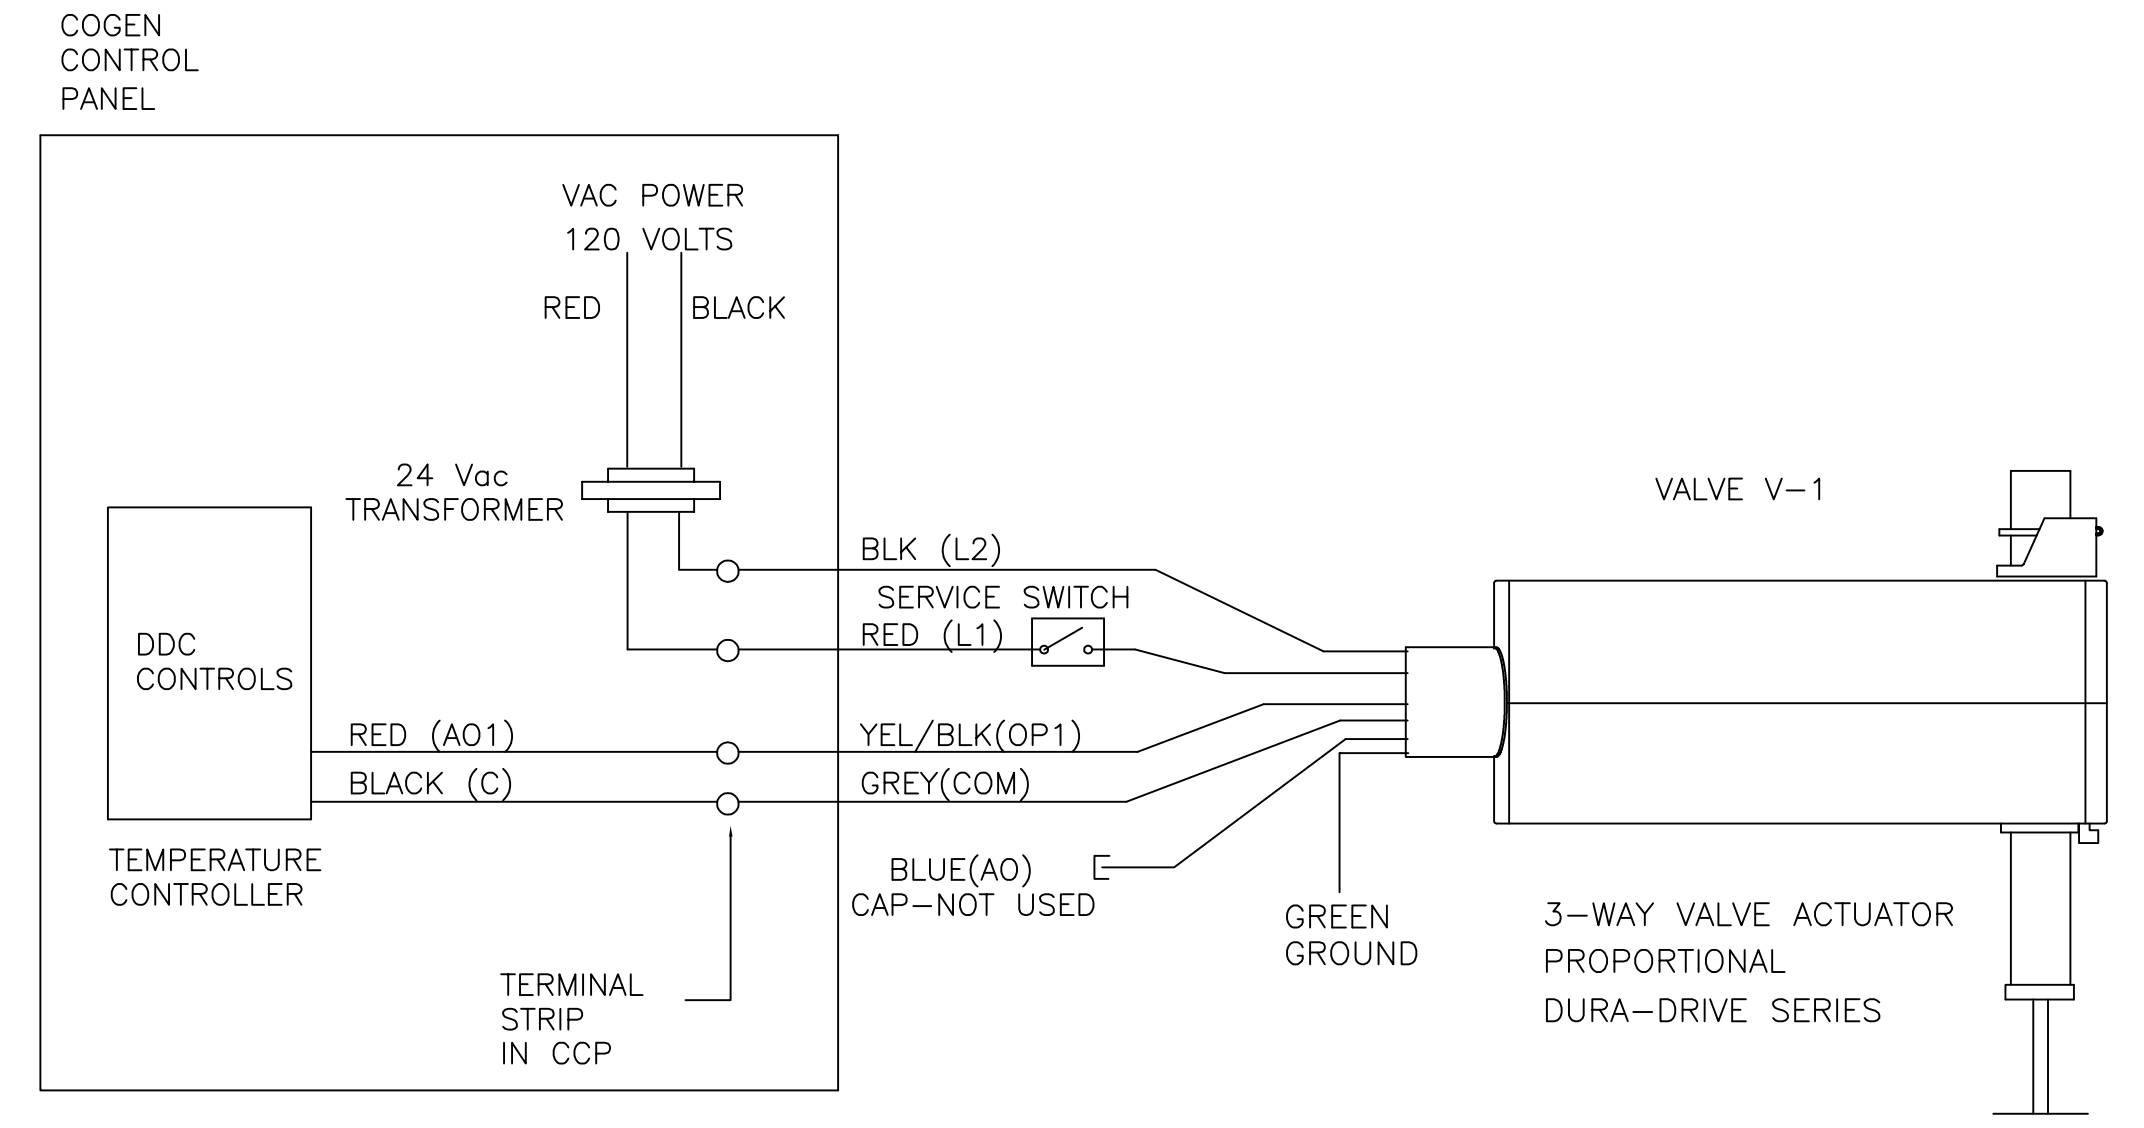 COGEN
CONTROL
PANEL
VAC POWER
120 VOLTS
RED
BLACK
24 Vac
TRANSFORMER
VALVE V-1
BLK (L2)
SERVICE SWITCH
RED (L1)
DDC
CONTROLS
RED (AO1)
YEL/BLK(OP1)
BLACK (C)
GREY(COM)
TEMPERATURE
CONTROLLER
BLUE(AO)
CAP-NOT USED
GREEN
GROUND
3-WAY VALVE ACTUATOR
PROPORTIONAL
DURA-DRIVE SERIES
TERMINAL
STRIP
IN CCP